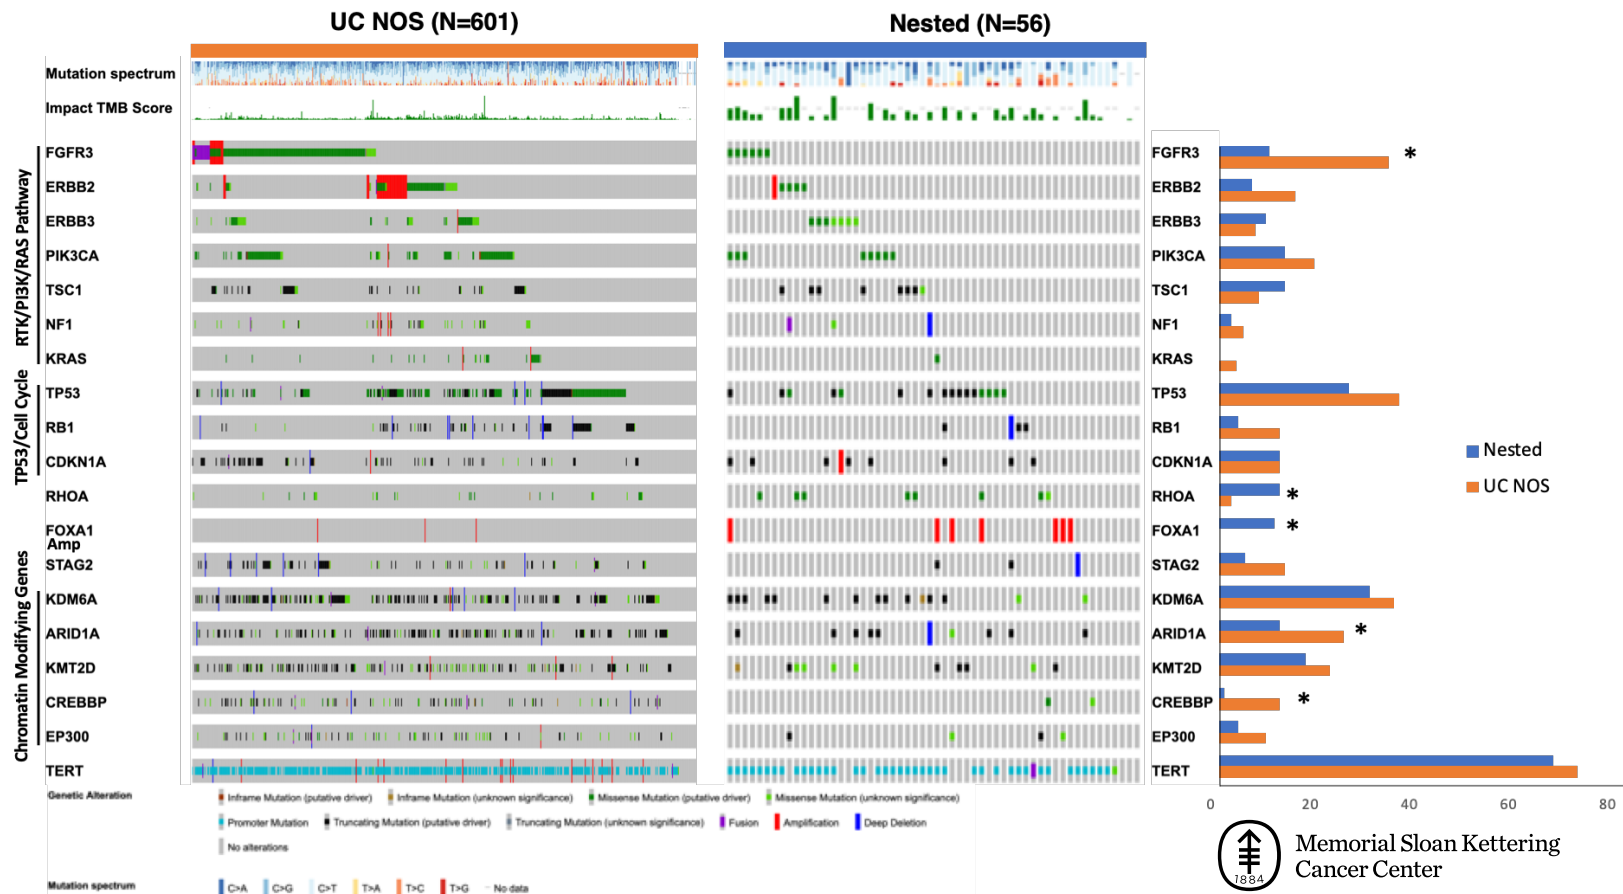 UC NOS (N=601)
Nested (N=56)
Mutation spectrum
Impact TMB Score
RTK/PI3K/RAS Pathway
FGFR3
ERBB2
ERBB3
PIK3CA
TSC1
NF1
KRAS
TP53/Cell Cycle
TP53
RB1
CDKN1A
RHOA
FOXA1
Amp
STAG2
Chromatin Modifying Genes
KDM6A
ARID1A
KMT2D
CREBBP
EP300
TERT
FGFR3 *
ERBB2
ERBB3
PIK3CA
TSC1
NF1
KRAS
TP53
RB1
CDKN1A
RHOA *
FOXA1 *
STAG2
KDM6A
ARID1A *
KMT2D
CREBBP *
EP300
TERT
0 20 40 60 80
Nested
UC NOS
Genetic Alteration
Inframe Mutation (putative driver) Inframe Mutation (unknown significance) Missense Mutation (putative driver) Missense Mutation (unknown significance)
Promoter Mutation Truncating Mutation (putative driver) Truncating Mutation (unknown significance) Fusion Amplification Deep Deletion
No alterations
Mutation spectrum C>A C>G C>T T>A T>C T>G No data
1884
Memorial Sloan Kettering
Cancer Center